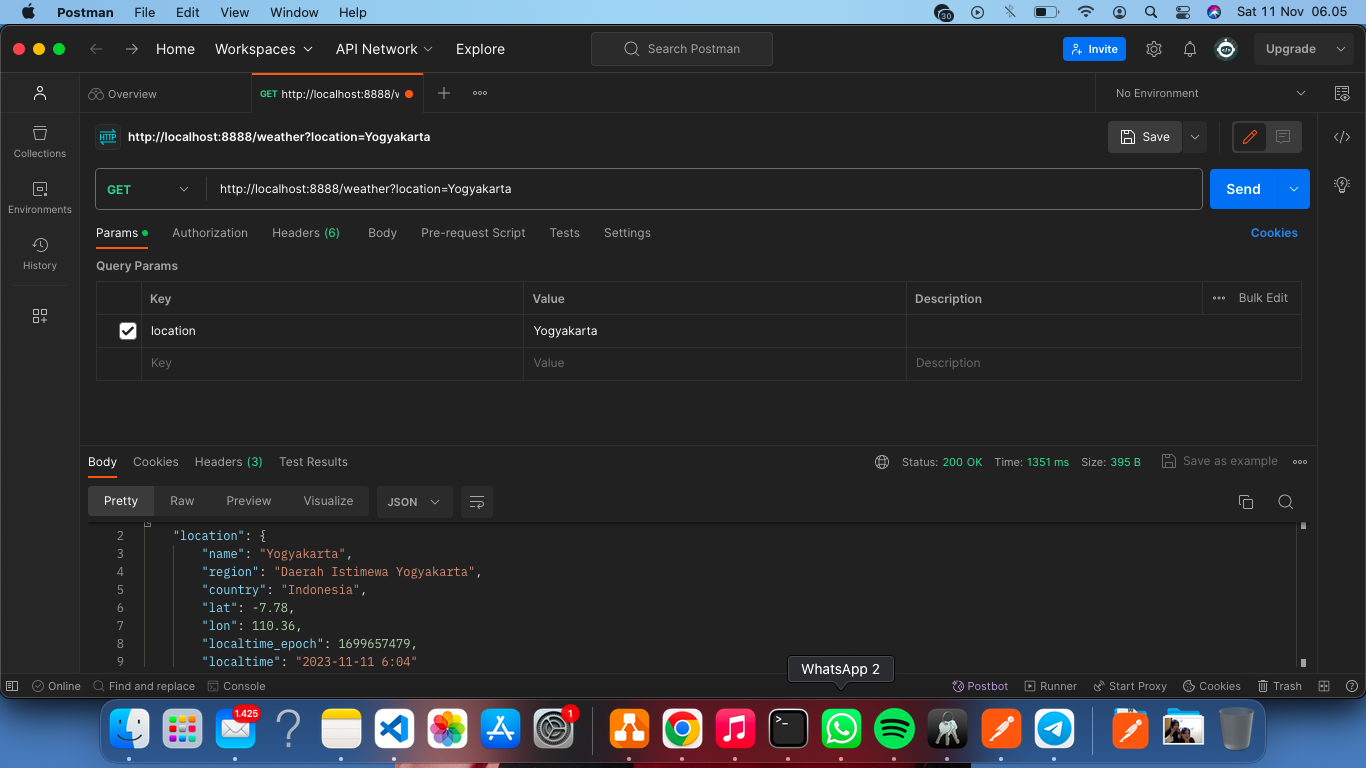 Postman File Edit View Window Help 30 Sat 11 Nov 06.05
Home Workspaces API Network Explore Search Postman Invite Upgrade
Overview GET http://localhost:8888/w No Environment
HTTP http://localhost:8888/weather?location=Yogyakarta Save
Collections
GET http://localhost:8888/weather?location=Yogyakarta Send
Environments
Params Authorization Headers (6) Body Pre-request Script Tests Settings Cookies
History
Query Params
Key Value Description Bulk Edit
location Yogyakarta
Key Value Description
Body Cookies Headers (3) Test Results Status: 200 OK Time: 1351 ms Size: 395 B Save as example
Pretty Raw Preview Visualize JSON
2 "location": {
3 "name": "Yogyakarta",
4 "region": "Daerah Istimewa Yogyakarta",
5 "country": "Indonesia",
6 "lat": -7.78,
7 "lon": 110.36,
8 "localtime_epoch": 1699657479,
9 "localtime": "2023-11-11 6:04"
WhatsApp 2
Online Find and replace Console Postbot Runner Start Proxy Cookies Trash
1.425 1